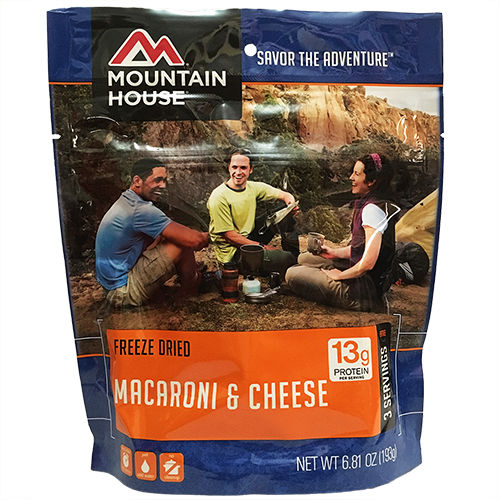 MOUNTAIN
HOUSE®
SAVOR THE ADVENTURE™
FREEZE DRIED
13g
PROTEIN
PER SERVING
MACARONI & CHEESE
3 SERVINGS
NET WT 6.81 OZ (193g)